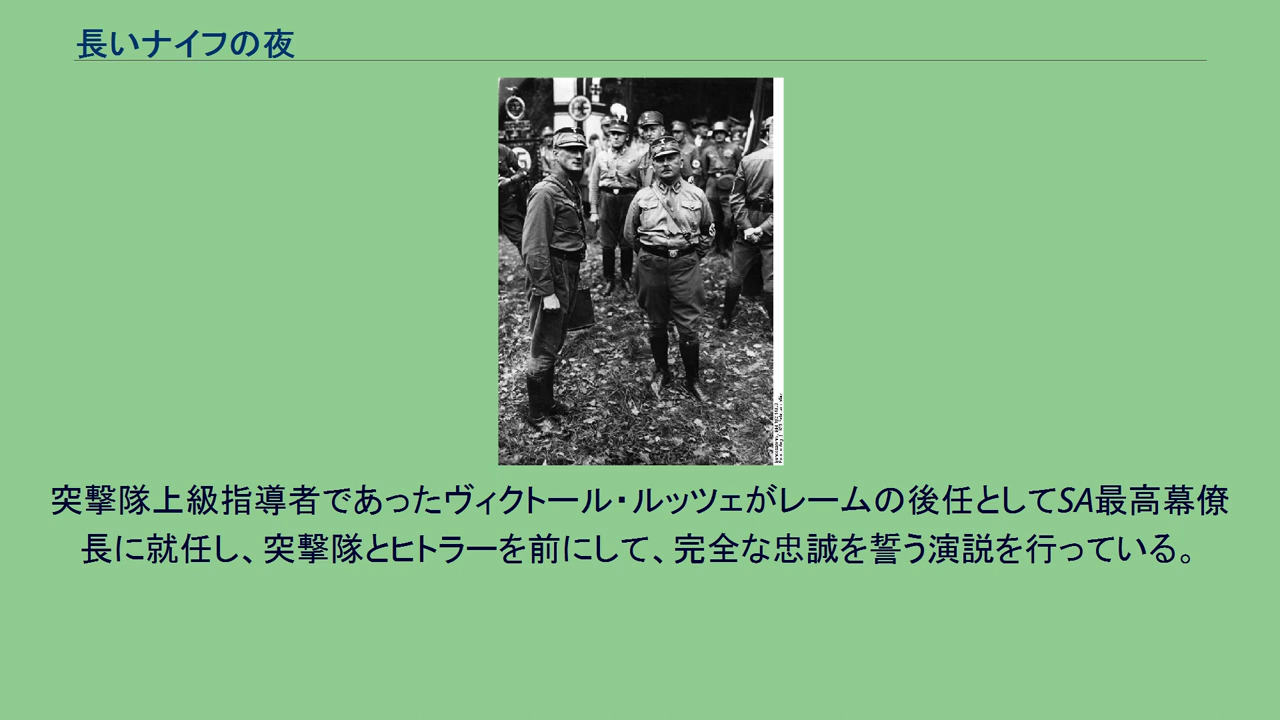 長いナイフの夜
突撃隊上級指導者であったヴィクトール・ルッツェがレームの後任としてSA最高幕僚
長に就任し、突撃隊とヒトラーを前にして、完全な忠誠を誓う演説を行っている。